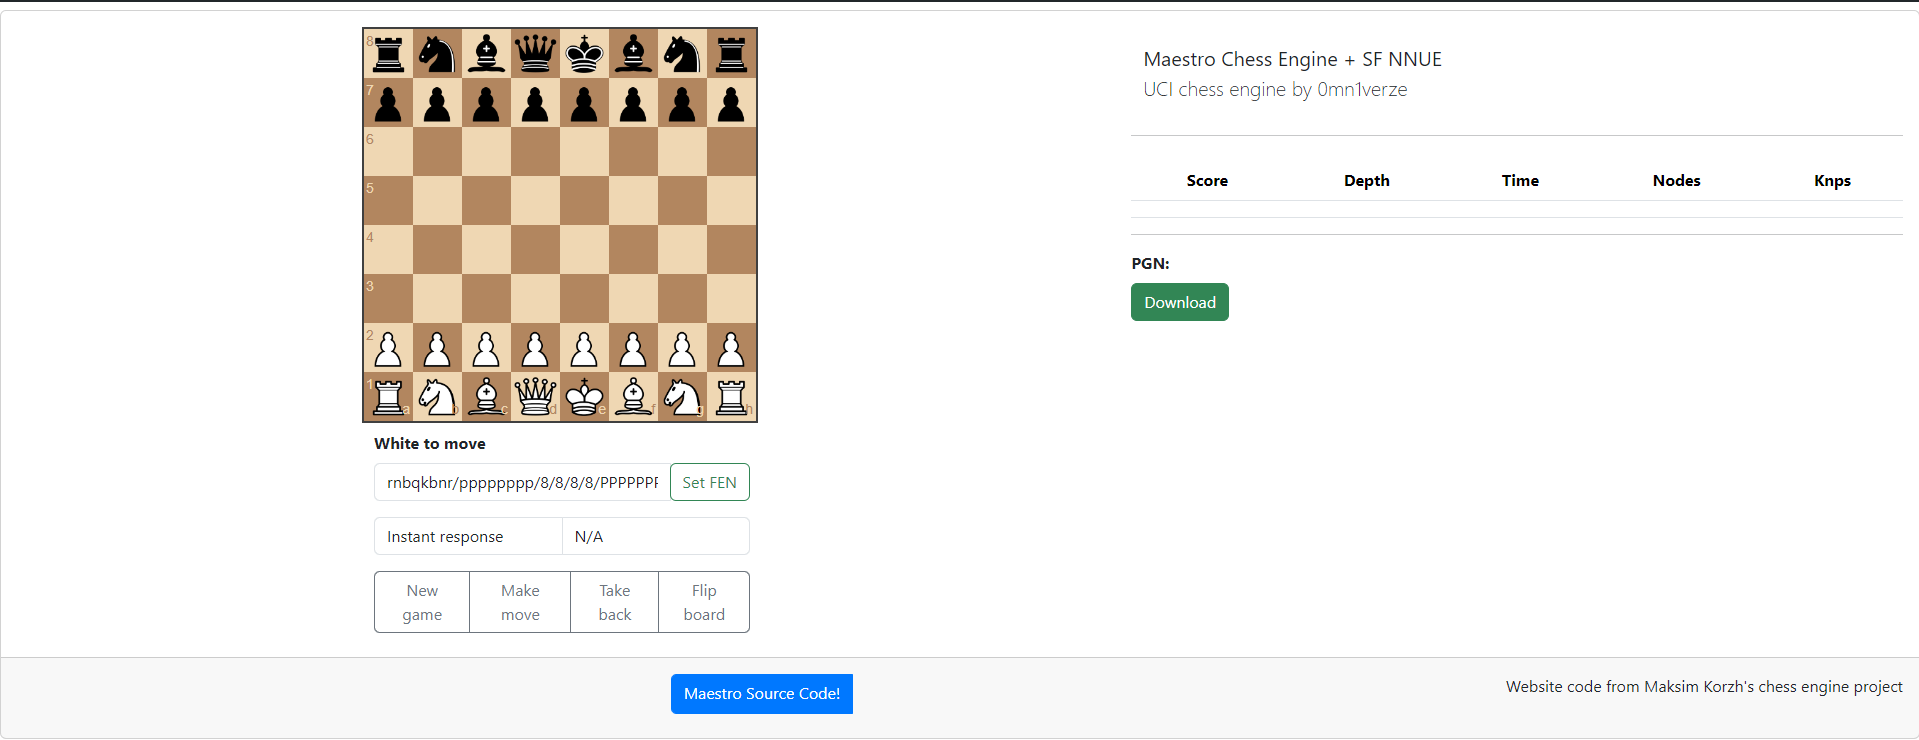 8
7
6
5
4
3
2
1
a b c d e f g h
White to move
rnbqkbnr/pppppppp/8/8/8/8/PPPPPPP
Set FEN
Instant response
N/A
New game
Make move
Take back
Flip board
Maestro Chess Engine + SF NNUE
UCI chess engine by 0mn1verze
Score Depth Time Nodes Knps
PGN:
Download
Maestro Source Code!
Website code from Maksim Korzh's chess engine project